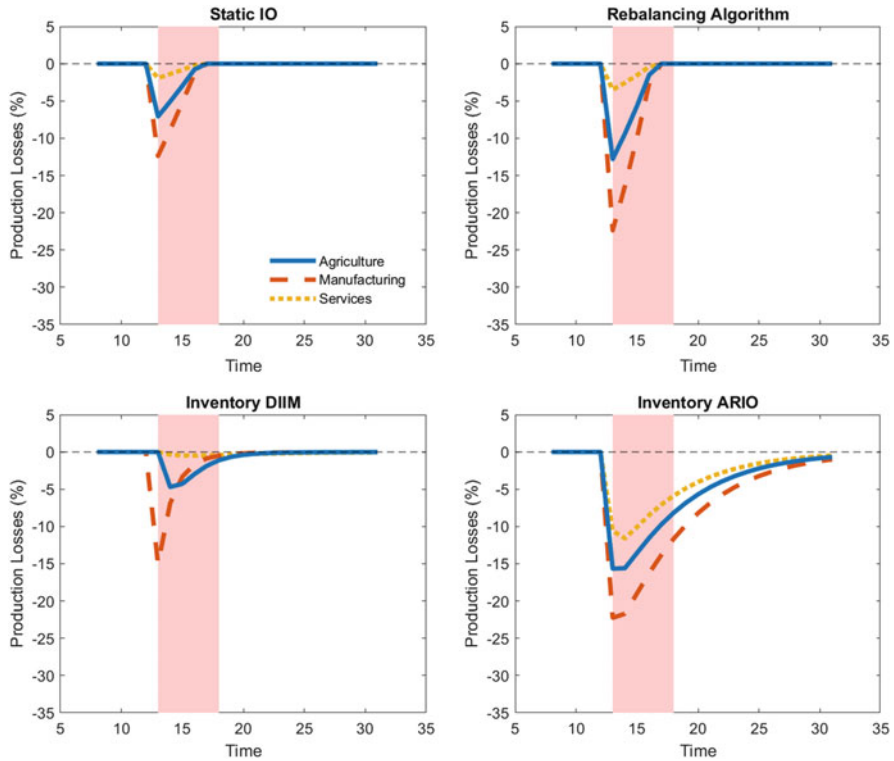 Static IO
5
0
-5
-10
-15
-20
-25
-30
-35
Production Losses (%)
Agriculture
Manufacturing
Services
5 10 15 20 25 30 35
Time
Rebalancing Algorithm
5
0
-5
-10
-15
-20
-25
-30
-35
Production Losses (%)
5 10 15 20 25 30 35
Time
Inventory DIIM
5
0
-5
-10
-15
-20
-25
-30
-35
Production Losses (%)
5 10 15 20 25 30 35
Time
Inventory ARIO
5
0
-5
-10
-15
-20
-25
-30
-35
Production Losses (%)
5 10 15 20 25 30 35
Time